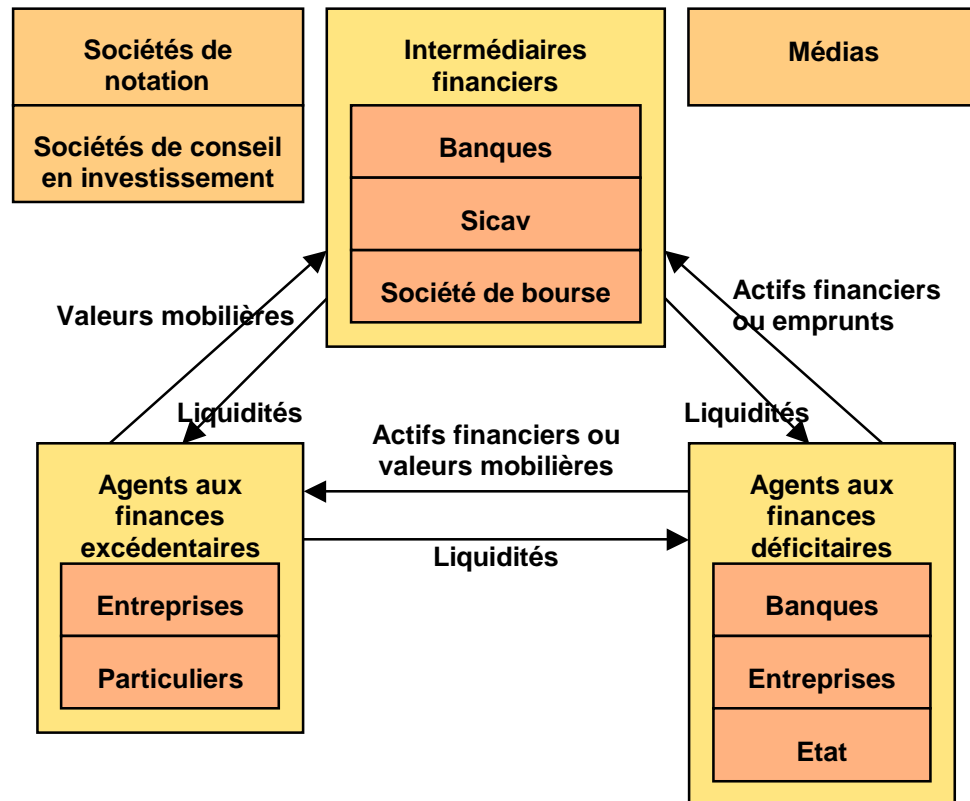 Sociétés de
notation
Sociétés de conseil
en investissement
Intermédiaires
financiers
Banques
Sicav
Société de bourse
Médias
Valeurs mobilières
Actifs financiers
ou emprunts
Liquidités
Liquidités
Actifs financiers ou
valeurs mobilières
Liquidités
Agents aux
finances
excédentaires
Entreprises
Particuliers
Agents aux
finances
déficitaires
Banques
Entreprises
Etat